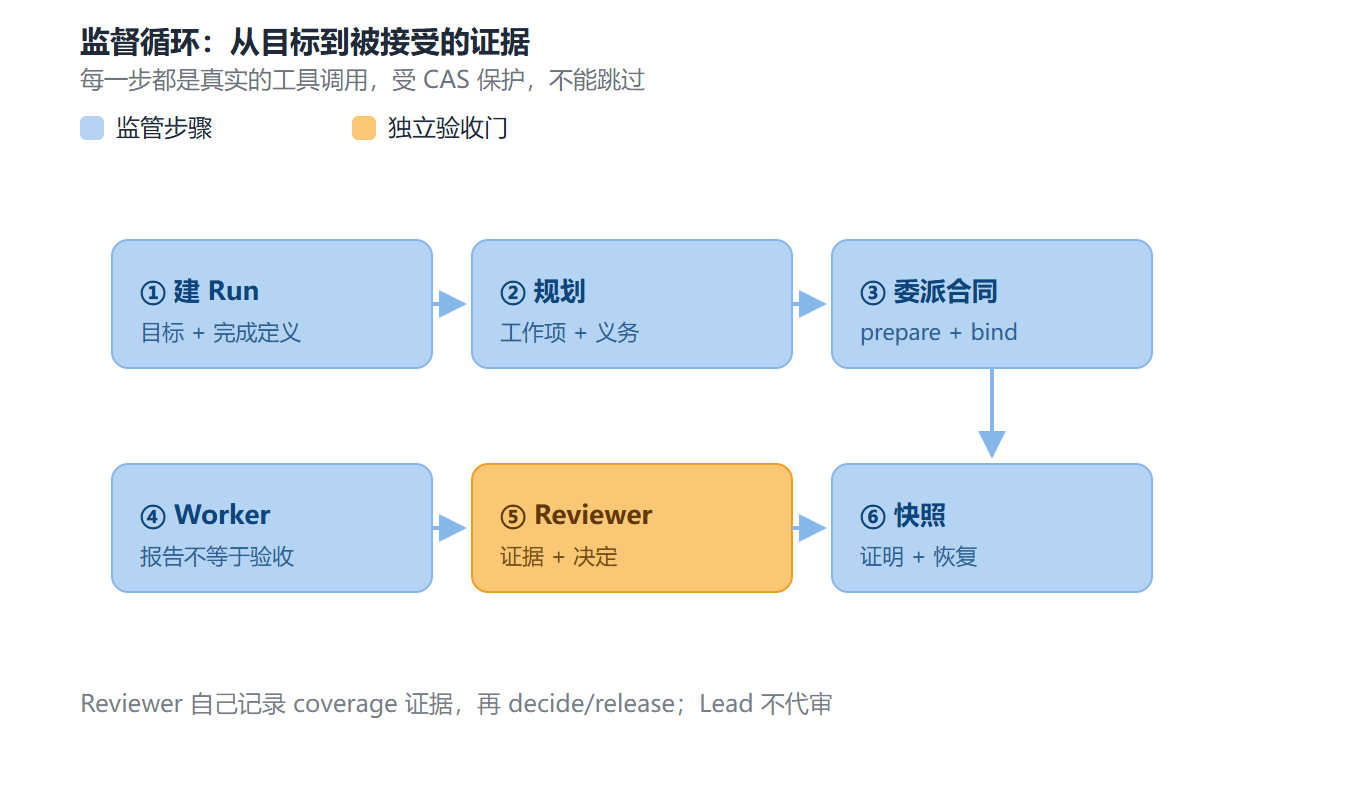 监督循环：从目标到被接受的证据
每一步都是真实的工具调用，受 CAS 保护，不能跳过
监管步骤
独立验收门
① 建 Run
目标 + 完成定义
② 规划
工作项 + 义务
③ 委派合同
prepare + bind
④ Worker
报告不等于验收
⑤ Reviewer
证据 + 决定
⑥ 快照
证明 + 恢复
Reviewer 自己记录 coverage 证据，再 decide/release；Lead 不代审